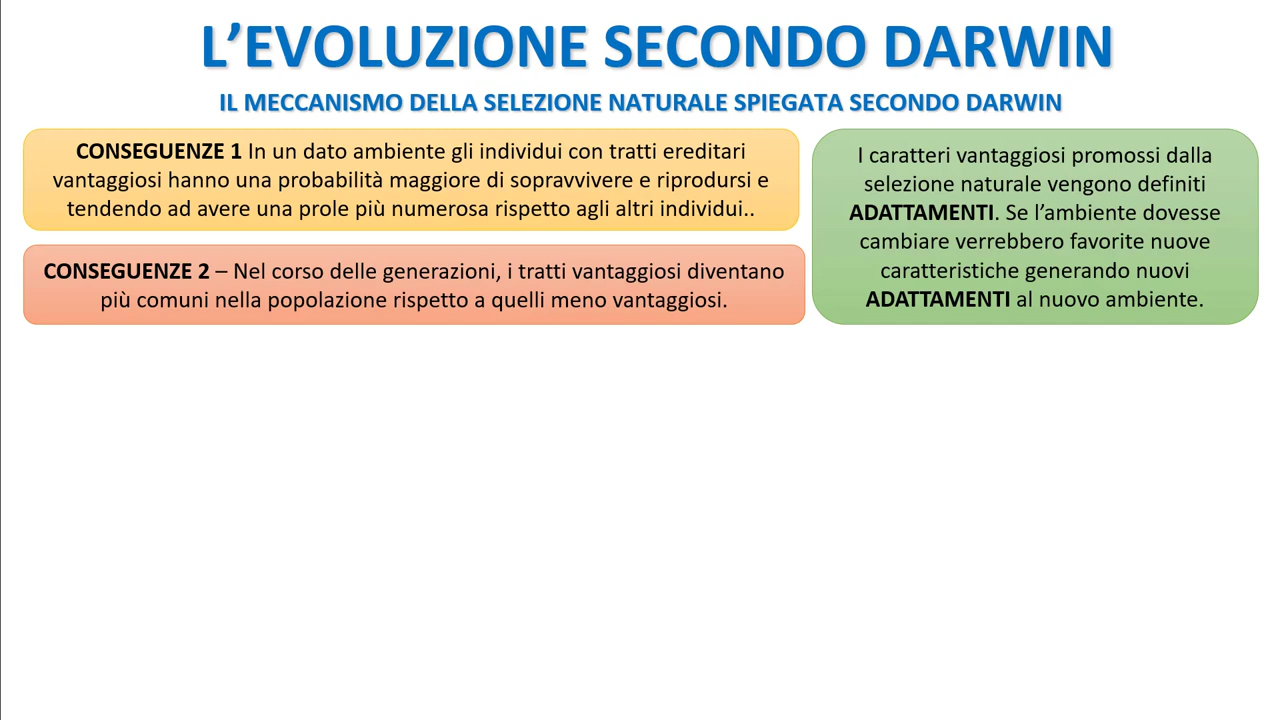 L’EVOLUZIONE SECONDO DARWIN
IL MECCANISMO DELLA SELEZIONE NATURALE SPIEGATA SECONDO DARWIN
CONSEGUENZE 1 In un dato ambiente gli individui con tratti ereditari
vantaggiosi hanno una probabilità maggiore di sopravvivere e riprodursi e
tendendo ad avere una prole più numerosa rispetto agli altri individui..
CONSEGUENZE 2 – Nel corso delle generazioni, i tratti vantaggiosi diventano
più comuni nella popolazione rispetto a quelli meno vantaggiosi.
I caratteri vantaggiosi promossi dalla
selezione naturale vengono definiti
ADATTAMENTI. Se l’ambiente dovesse
cambiare verrebbero favorite nuove
caratteristiche generando nuovi
ADATTAMENTI al nuovo ambiente.